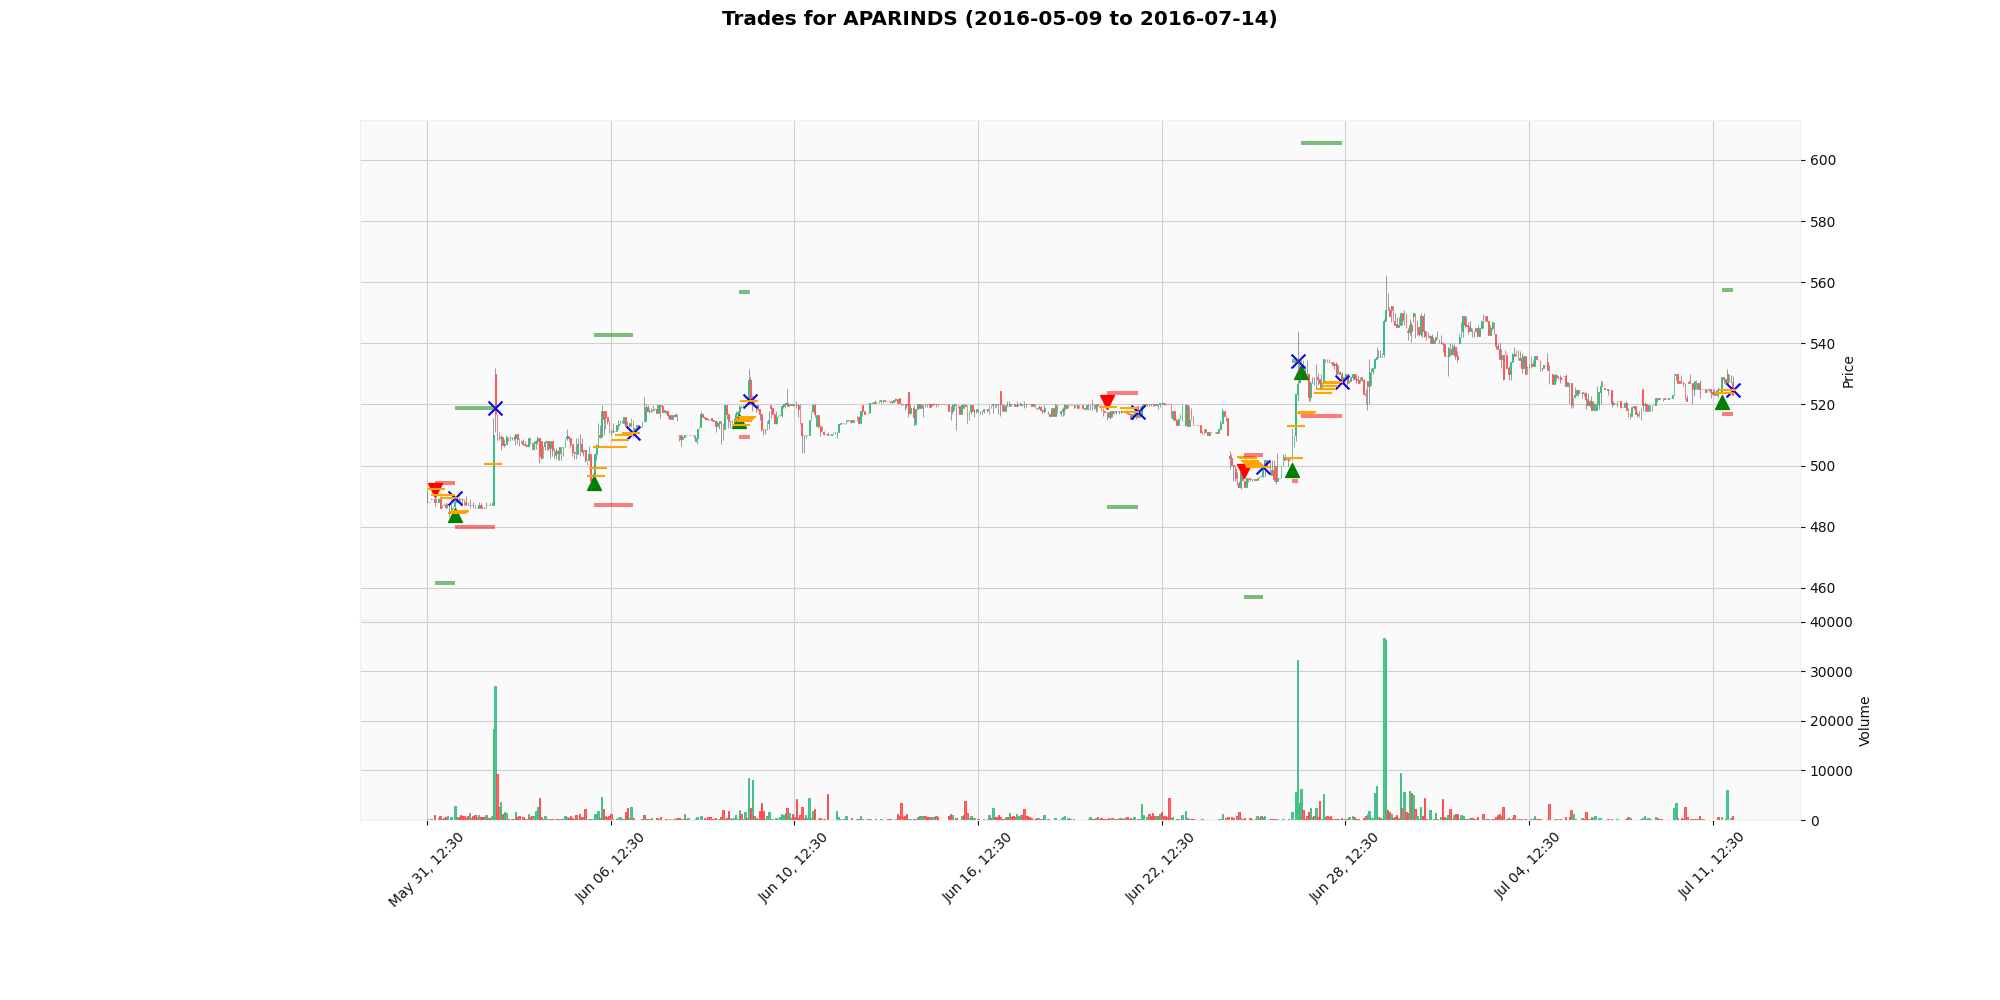 Trades for APARINDS (2016-05-09 to 2016-07-14)
600
580
560
540
520
500
480
460
Price
40000
30000
20000
10000
0
Volume
May 31, 12:30
Jun 06, 12:30
Jun 10, 12:30
Jun 16, 12:30
Jun 22, 12:30
Jun 28, 12:30
Jul 04, 12:30
Jul 11, 12:30